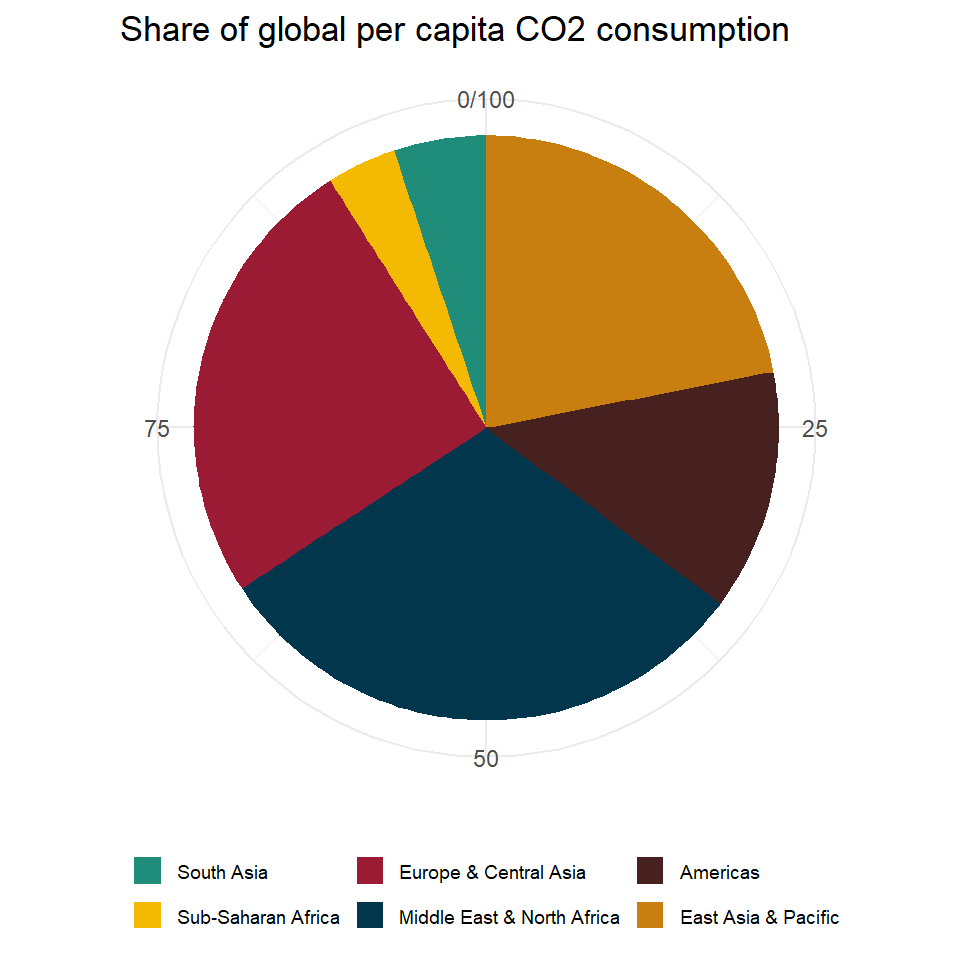 Share of global per capita CO2 consumption
0/100
75
25
50
South Asia
Europe & Central Asia
Americas
Sub-Saharan Africa
Middle East & North Africa
East Asia & Pacific